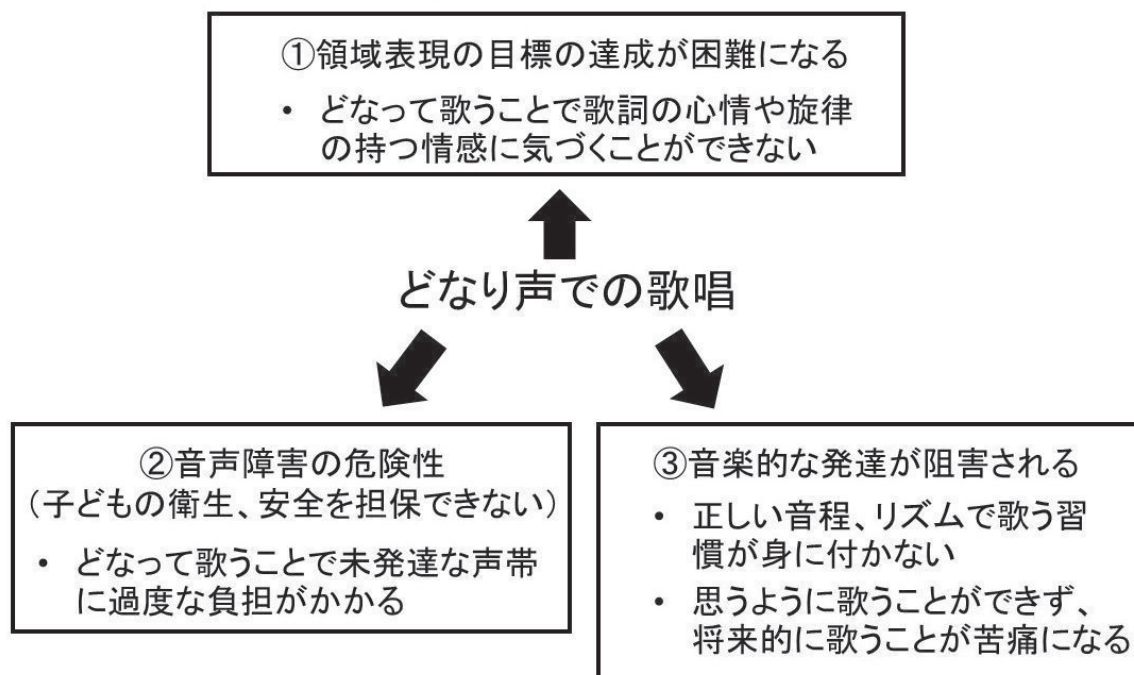 ①領域表現の目標の達成が困難になる
• どなって歌うことで歌詞の心情や旋律
の持つ情感に気づくことができない
どなり声での歌唱
②音声障害の危険性
(子どもの衛生、安全を担保できない)
• どなって歌うことで未発達な声帯
に過度な負担がかかる
③音楽的な発達が阻害される
• 正しい音程、リズムで歌う習
慣が身に付かない
• 思うように歌うことができず、
将来的に歌うことが苦痛になる